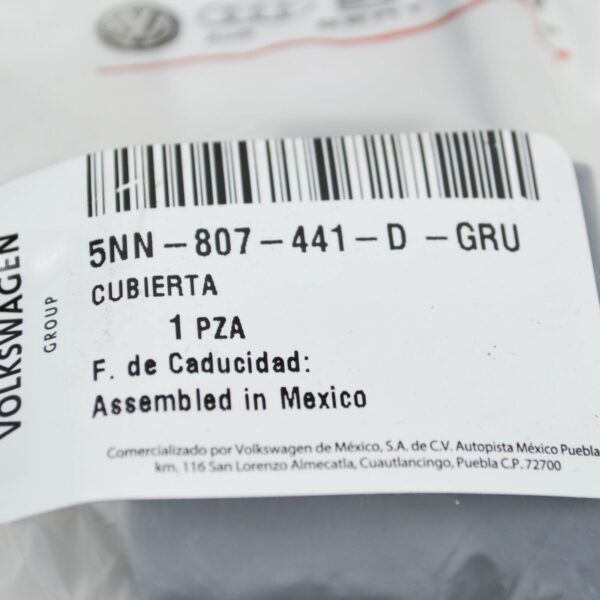 5NN-807-441-D -GRU
CUBIERTA
1 PZA
F. de Caducidad:
Assembled in Mexico
Comercializado por Volkswagen de México, S.A. de C.V. Autopista México Puebla
km. 116 San Lorenzo Almecatla, Cuautlancingo, Puebla C.P. 72700
VOLKSWAGEN
GROUP